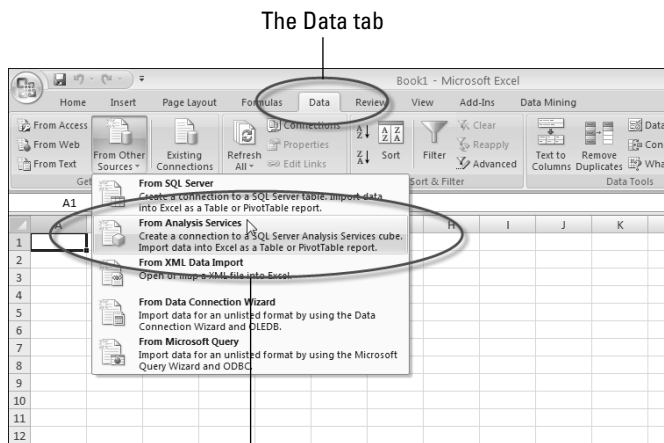 The Data tab
Book1 - Microsoft Excel
Home Insert Page Layout Formulas Data Review View Add-Ins Data Mining
From Access
From Web
From Text
From Other Sources
Existing Connections
Refresh All
Connections
Properties
Edit Links
Sort
Filter
Clear
Reapply
Advanced
Text to Columns
Remove Duplicates
Data
Con
Wha
Get
Sort & Filter
Data Tools
A1
From SQL Server
Create a connection to a SQL Server table. Import data
into Excel as a Table or PivotTable report.
From Analysis Services
Create a connection to a SQL Server Analysis Services cube.
Import data into Excel as a Table or PivotTable report.
From XML Data Import
Open or map a XML file into Excel.
From Data Connection Wizard
Import data for an unlisted format by using the Data
Connection Wizard and OLEDB.
From Microsoft Query
Import data for an unlisted format by using the Microsoft
Query Wizard and ODBC.
A H I J K
1
2
3
4
5
6
7
8
9
10
11
12